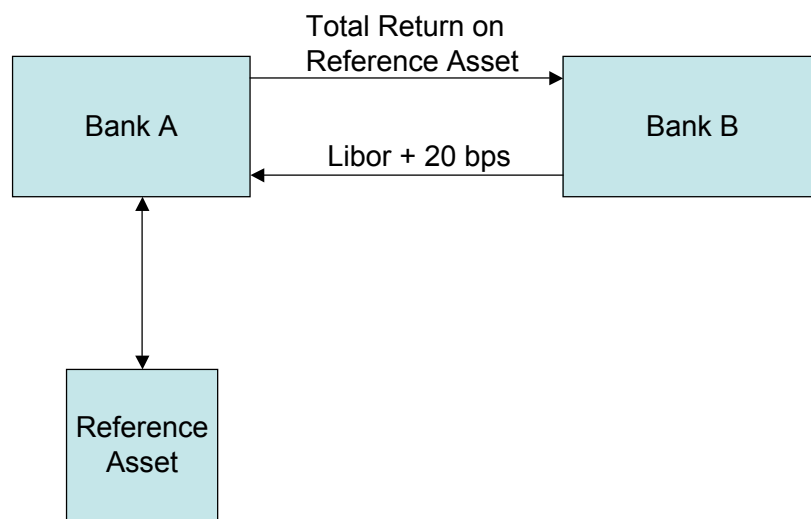 Total Return on
Reference Asset
Bank A
Bank B
Libor + 20 bps
Reference
Asset